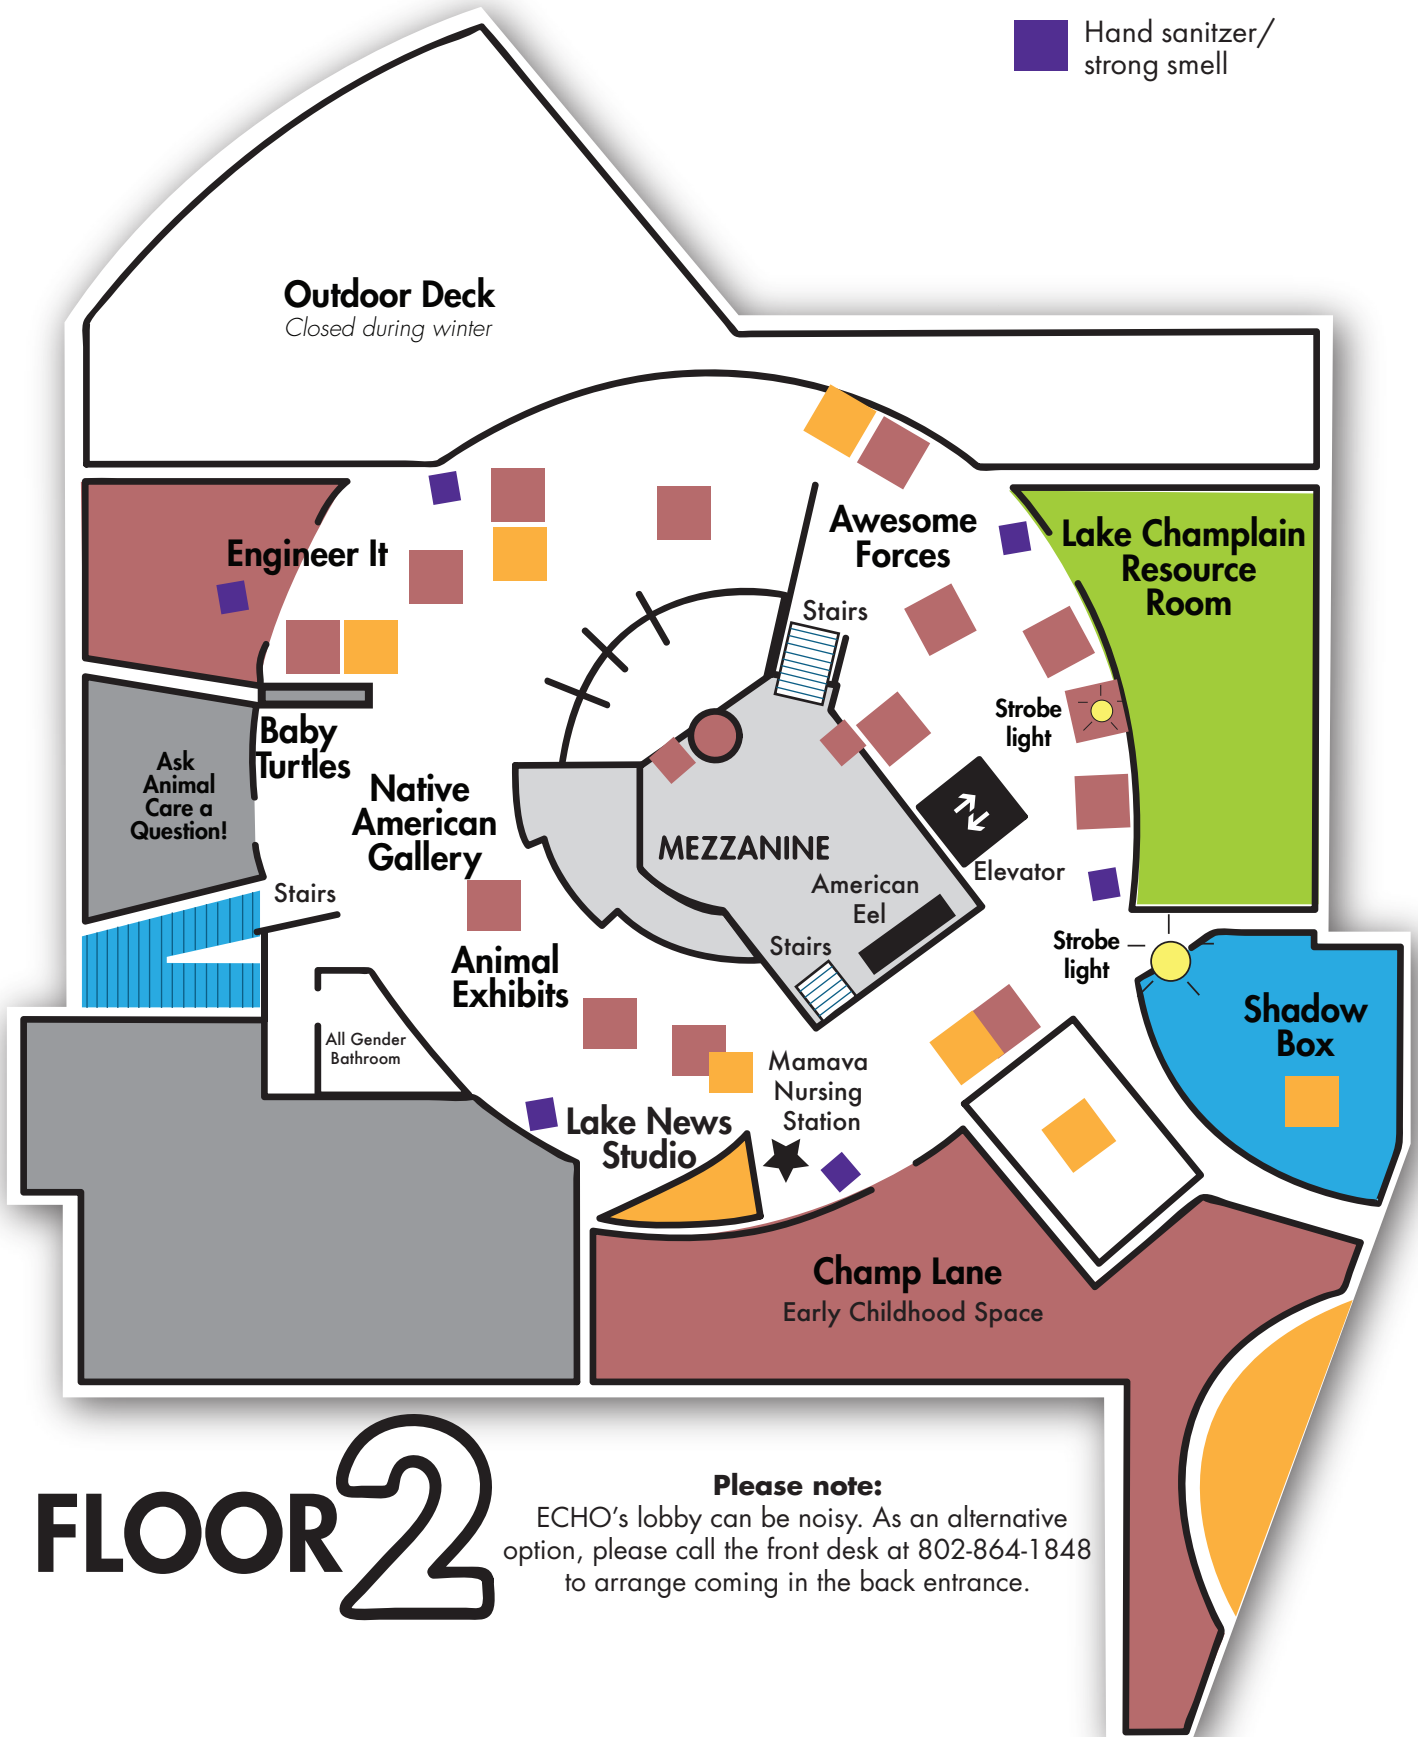 Hand sanitzer/
strong smell
Outdoor Deck
Closed during winter
Engineer It
Awesome
Forces
Lake Champlain
Resource
Room
Stairs
Strobe
light
Baby
Turtles
Ask
Animal
Care a
Question!
Native
American
Gallery
MEZZANINE
American
Eel
Elevator
Stairs
Stairs
Strobe
light
Animal
Exhibits
Shadow
Box
All Gender
Bathroom
Mamava
Nursing
Station
Lake News
Studio
Champ Lane
Early Childhood Space
FLOOR 2
Please note:
ECHO’s lobby can be noisy. As an alternative
option, please call the front desk at 802-864-1848
to arrange coming in the back entrance.